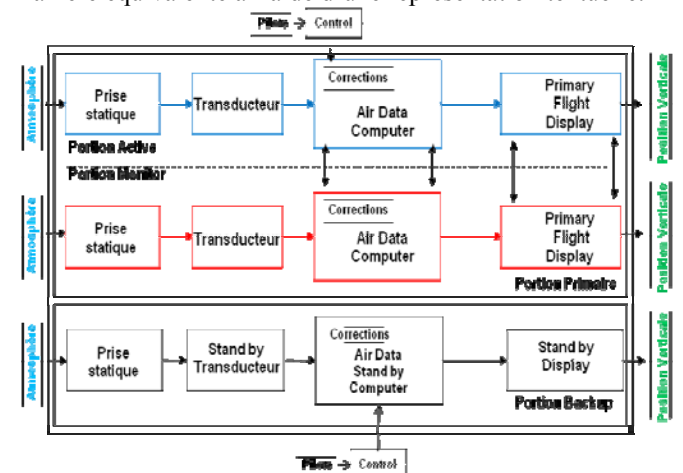 Pilote → Control
Atmosphère
Prise
statique
Transducteur
Corrections
Air Data
Computer
Primary
Flight
Display
Position Verticale
Portion Active
Portion Monitor
Atmosphère
Prise
statique
Transducteur
Corrections
Air Data
Computer
Primary
Flight
Display
Position Verticale
Portion Primaire
Atmosphère
Prise
statique
Stand by
Transducteur
Corrections
Air Data
Stand by
Computer
Stand by
Display
Position Verticale
Portion Backup
Pilote → Control